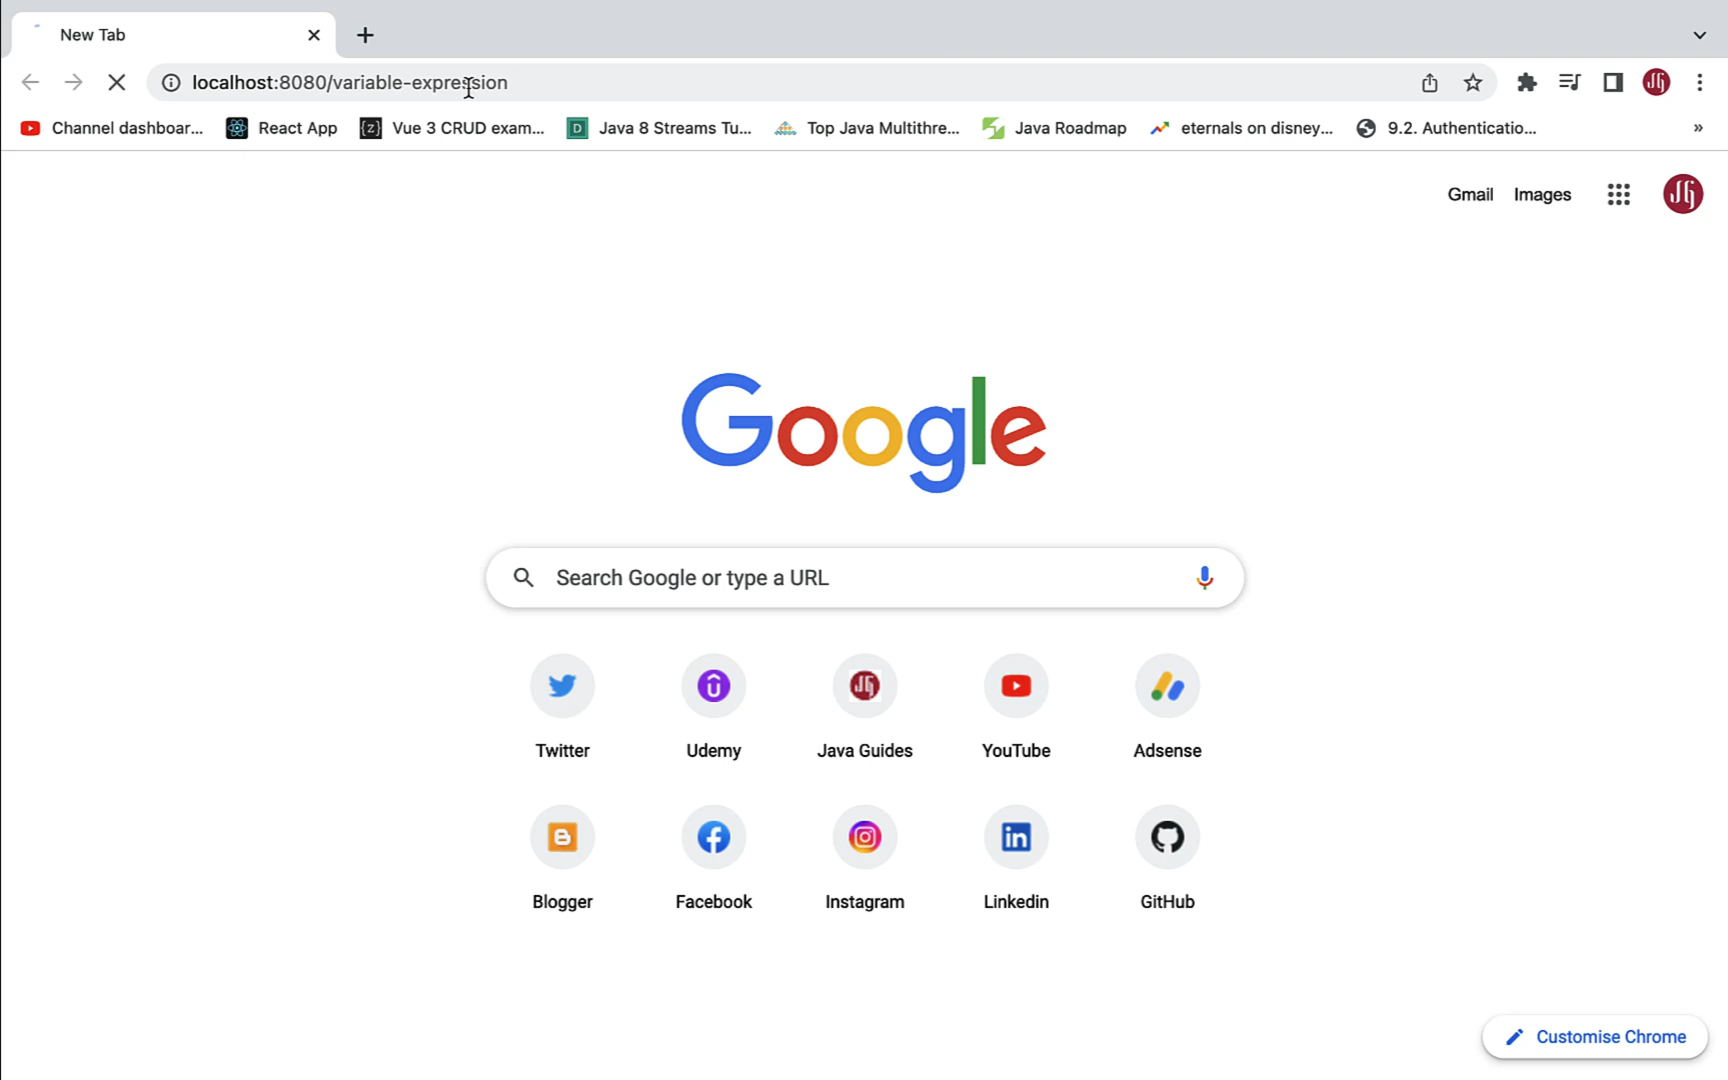 New Tab
localhost:8080/variable-expression
Channel dashboar... React App Vue 3 CRUD exam... Java 8 Streams Tu... Top Java Multithre... Java Roadmap eternals on disney... 9.2. Authenticatio... »
Gmail Images
Google
Search Google or type a URL
Twitter Udemy Java Guides YouTube Adsense
Blogger Facebook Instagram Linkedin GitHub
Customise Chrome